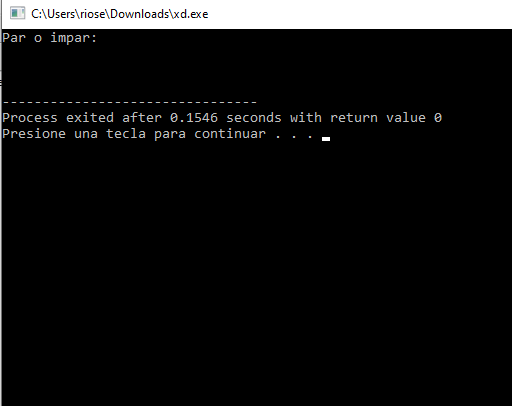 C:\Users\riose\Downloads\xd.exe
Par o impar:
--------------------------------
Process exited after 0.1546 seconds with return value 0
Presione una tecla para continuar . . .